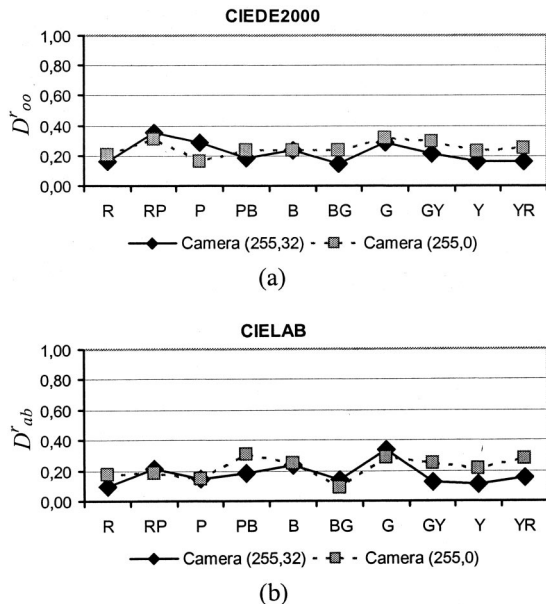 CIEDE2000
1,00
0,80
0,60
0,40
0,20
0,00
D^r_oo
R RP P PB B BG G GY Y YR
Camera (255,32) Camera (255,0)
(a)
CIELAB
1,00
0,80
0,60
0,40
0,20
0,00
D^r_ab
R RP P PB B BG G GY Y YR
Camera (255,32) Camera (255,0)
(b)